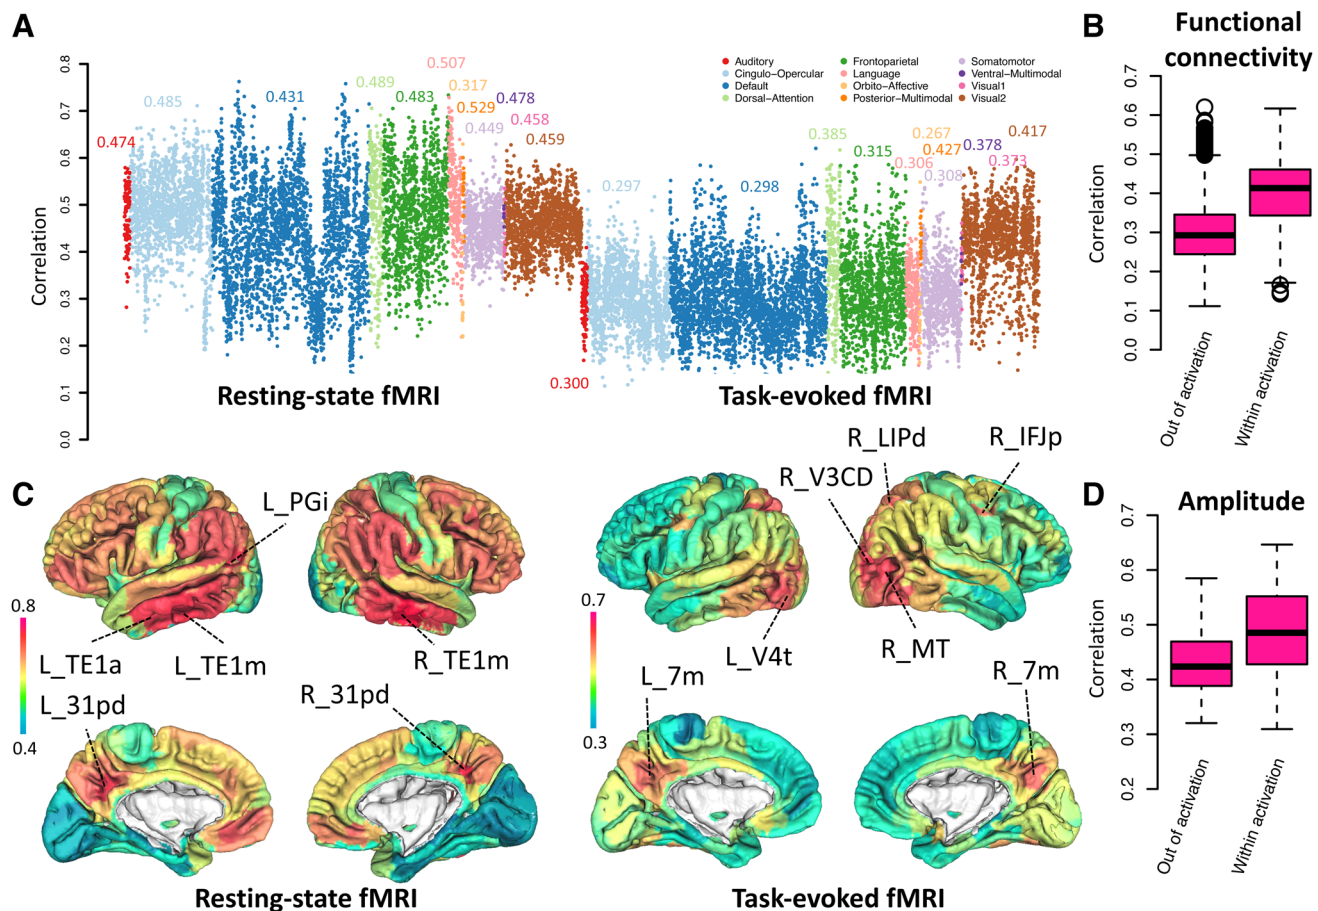 A
B
Functional
connectivity
Correlation
0.8
0.7
0.6
0.5
0.4
0.3
0.2
0.1
0.0
0.474
0.485
0.431
0.489
0.483
0.507
0.317
0.529
0.449
0.478
0.458
0.459
0.300
0.297
0.298
0.385
0.315
0.306
0.267
0.427
0.308
0.378
0.373
0.417
Auditory
Cingulo-Opercular
Default
Dorsal-Attention
Frontoparietal
Language
Orbito-Affective
Posterior-Multimodal
Somatomotor
Ventral-Multimodal
Visual1
Visual2
Resting-state fMRI
Task-evoked fMRI
Correlation
0.7
0.6
0.5
0.4
0.3
0.2
0.1
0.0
Out of activation
Within activation
C
L_PGi
L_TE1a
L_TE1m
R_TE1m
L_31pd
R_31pd
0.8
0.4
Resting-state fMRI
R_LIPd
R_IFJp
R_V3CD
L_V4t
R_MT
L_7m
R_7m
0.7
0.3
Task-evoked fMRI
D
Amplitude
Correlation
0.7
0.6
0.5
0.4
0.3
0.2
Out of activation
Within activation